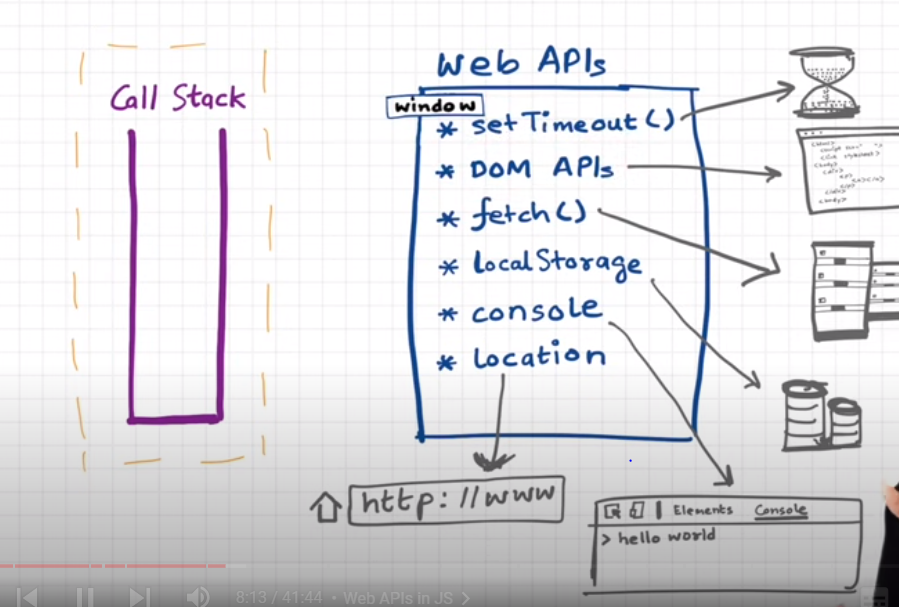 Call Stack
Web APIs
window
* setTimeout()
* DOM APIs
* fetch()
* localStorage
* console
* location
http://www
Elements Console
> hello world
8:13 / 41:44 • Web APIs in JS >